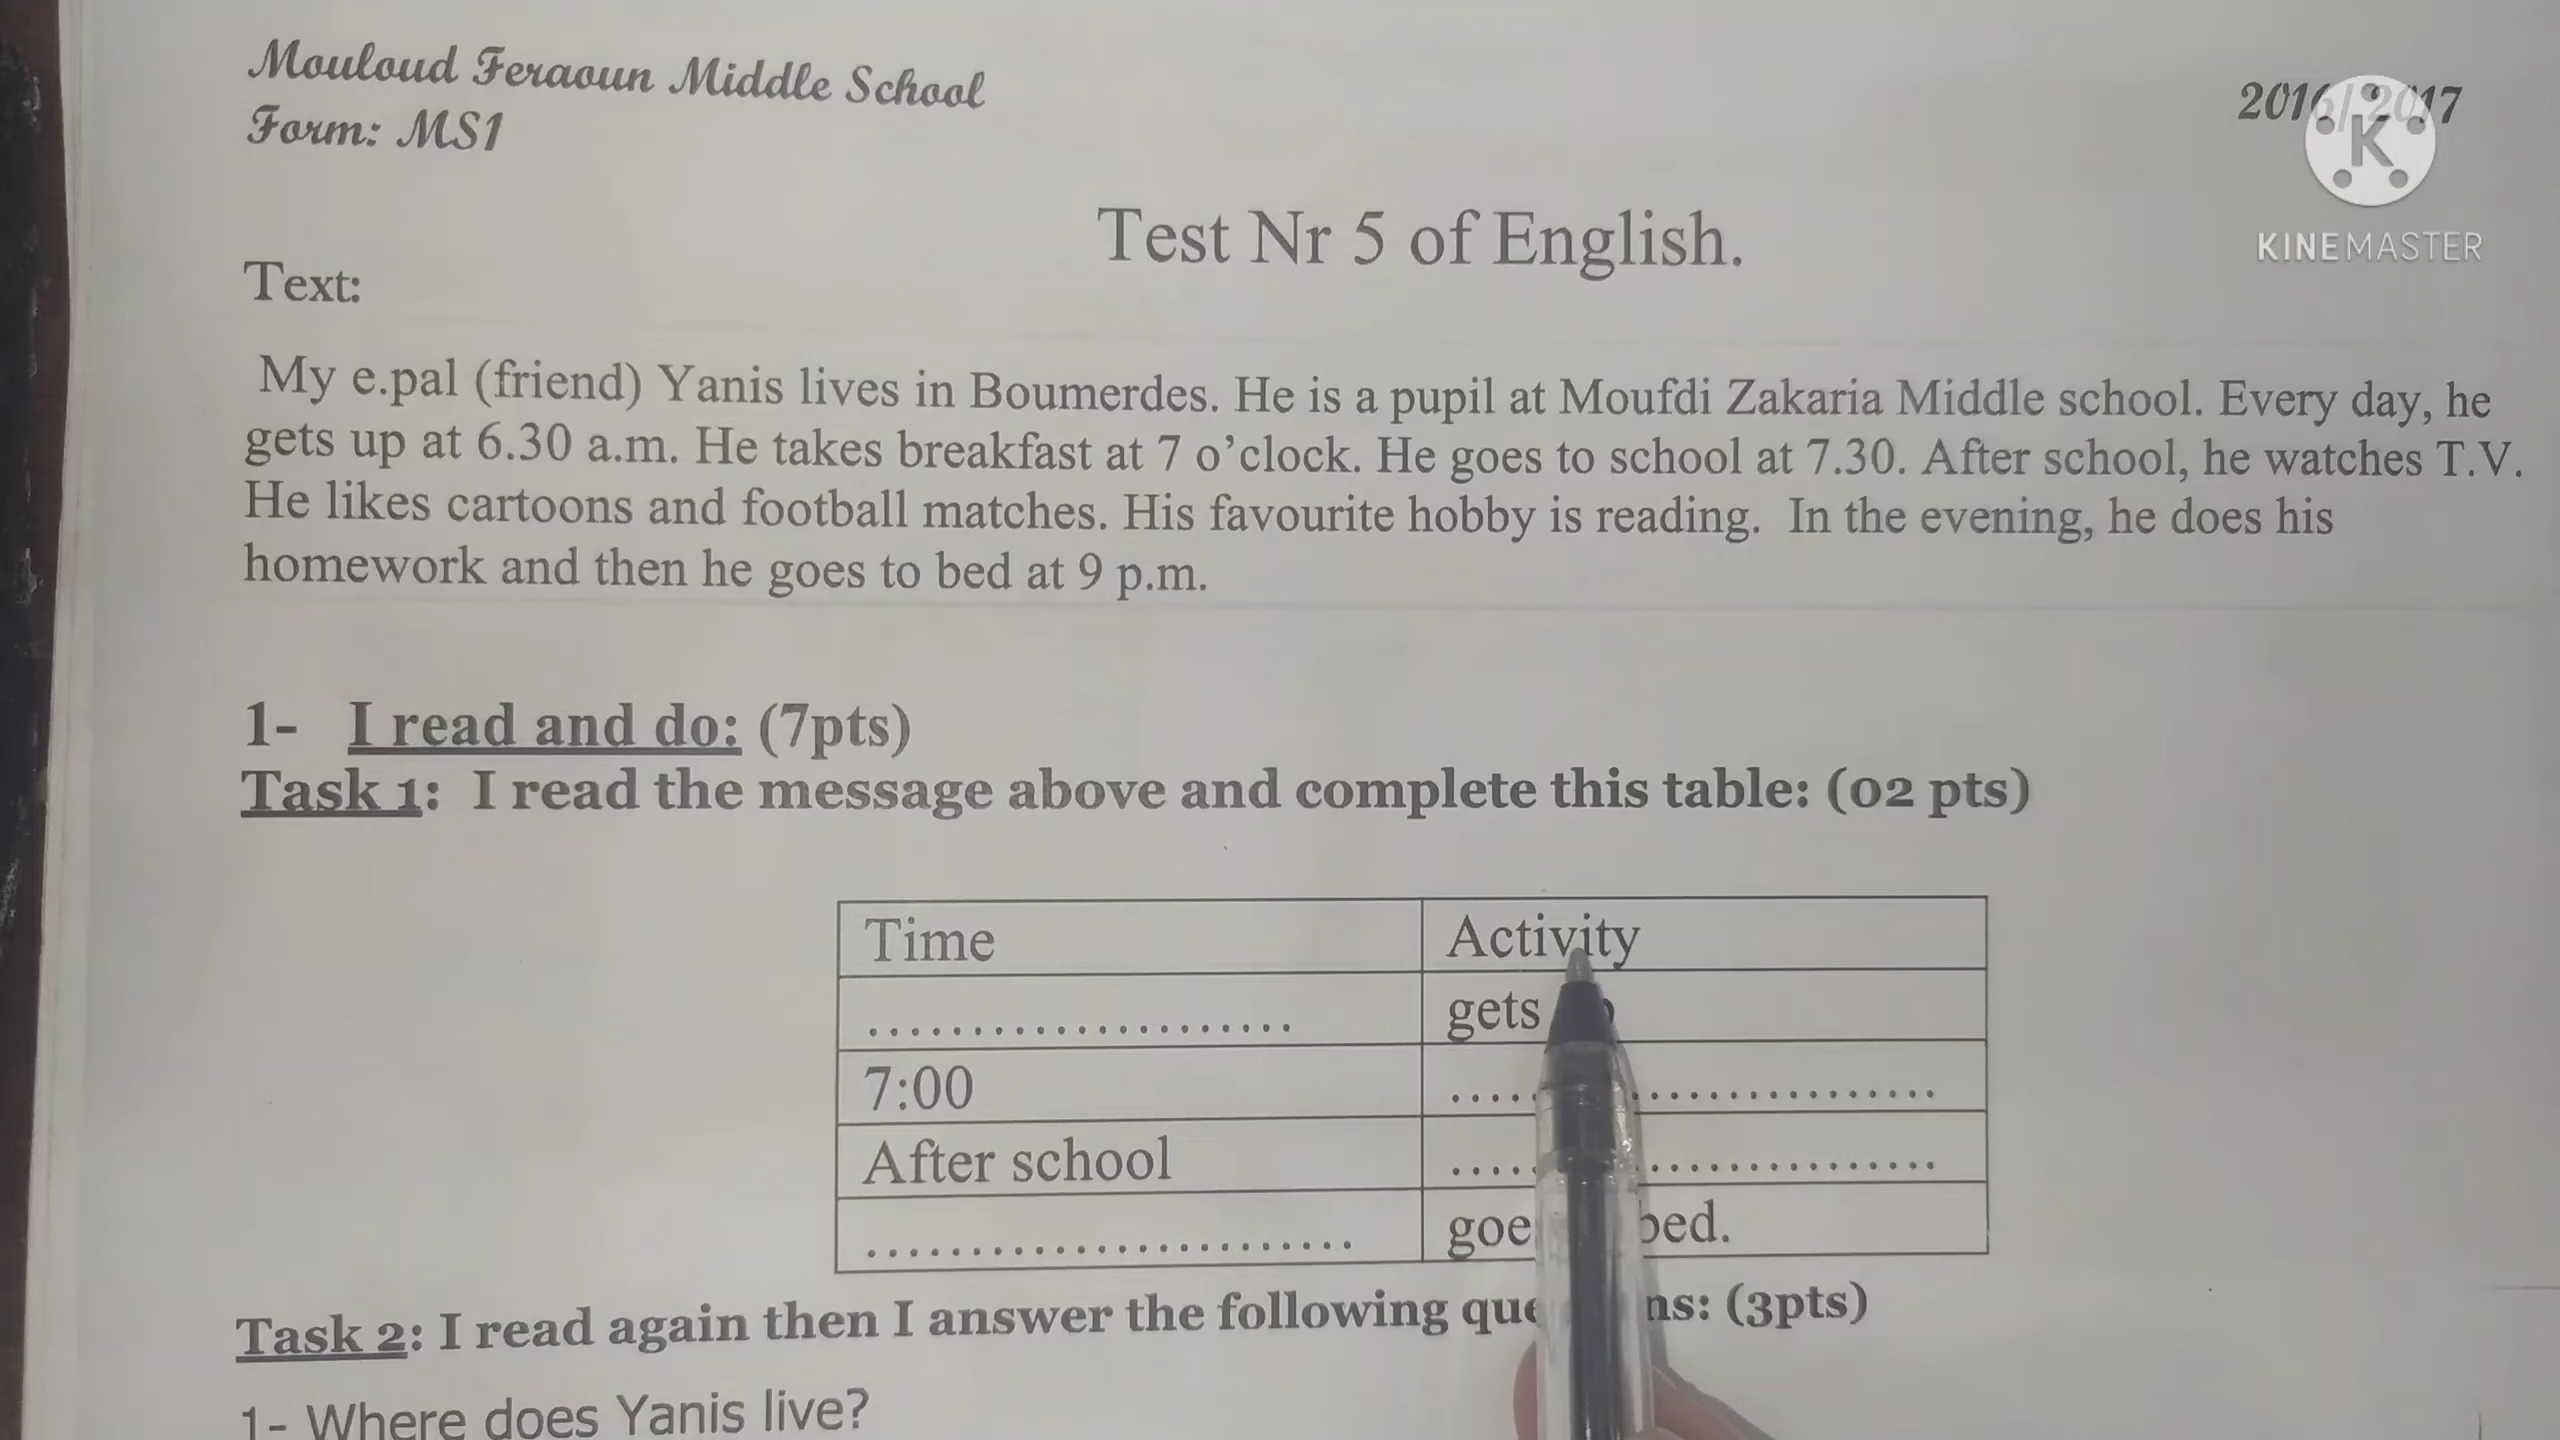 Mouloud Feraoun Middle School
Form: MS1
2016/2017
K
KINEMASTER
Test Nr 5 of English.
Text:
My e.pal (friend) Yanis lives in Boumerdes. He is a pupil at Moufdi Zakaria Middle school. Every day, he
gets up at 6.30 a.m. He takes breakfast at 7 o’clock. He goes to school at 7.30. After school, he watches T.V.
He likes cartoons and football matches. His favourite hobby is reading. In the evening, he does his
homework and then he goes to bed at 9 p.m.
1- I read and do: (7pts)
Task 1: I read the message above and complete this table: (02 pts)
Time Activity
..................... gets
7:00 ........................
After school ........................
........................ bed.
Task 2: I read again then I answer the following questions: (3pts)
1- Where does Yanis live?